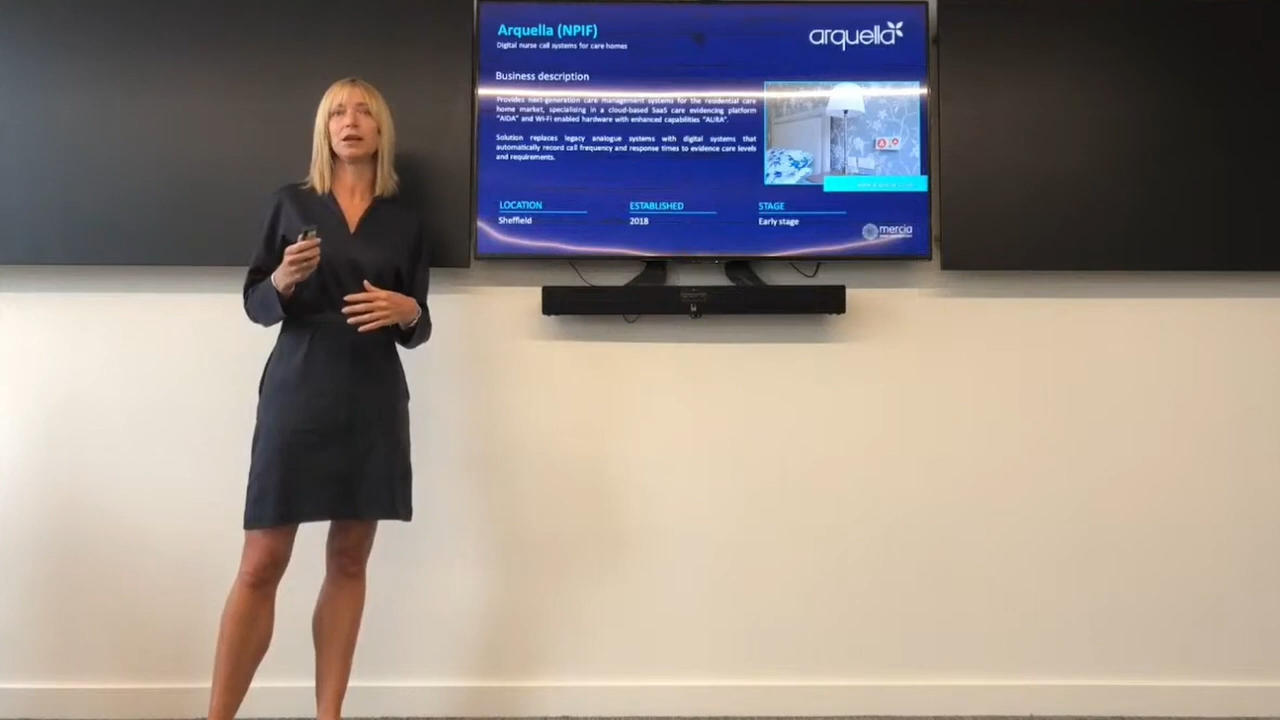 Arquella (NPIF)
Digital nurse call systems for care homes
arquella
Business description
Provides next-generation care management systems for the residential care
home market, specialising in a cloud-based SaaS care evidencing platform
"AIDA" and Wi-Fi enabled hardware with enhanced capabilities "AURA".
Solution replaces legacy analogue systems with digital systems that
automatically record call frequency and response times to evidence care levels
and requirements.
LOCATION
ESTABLISHED
STAGE
Sheffield
2018
Early stage
mercia